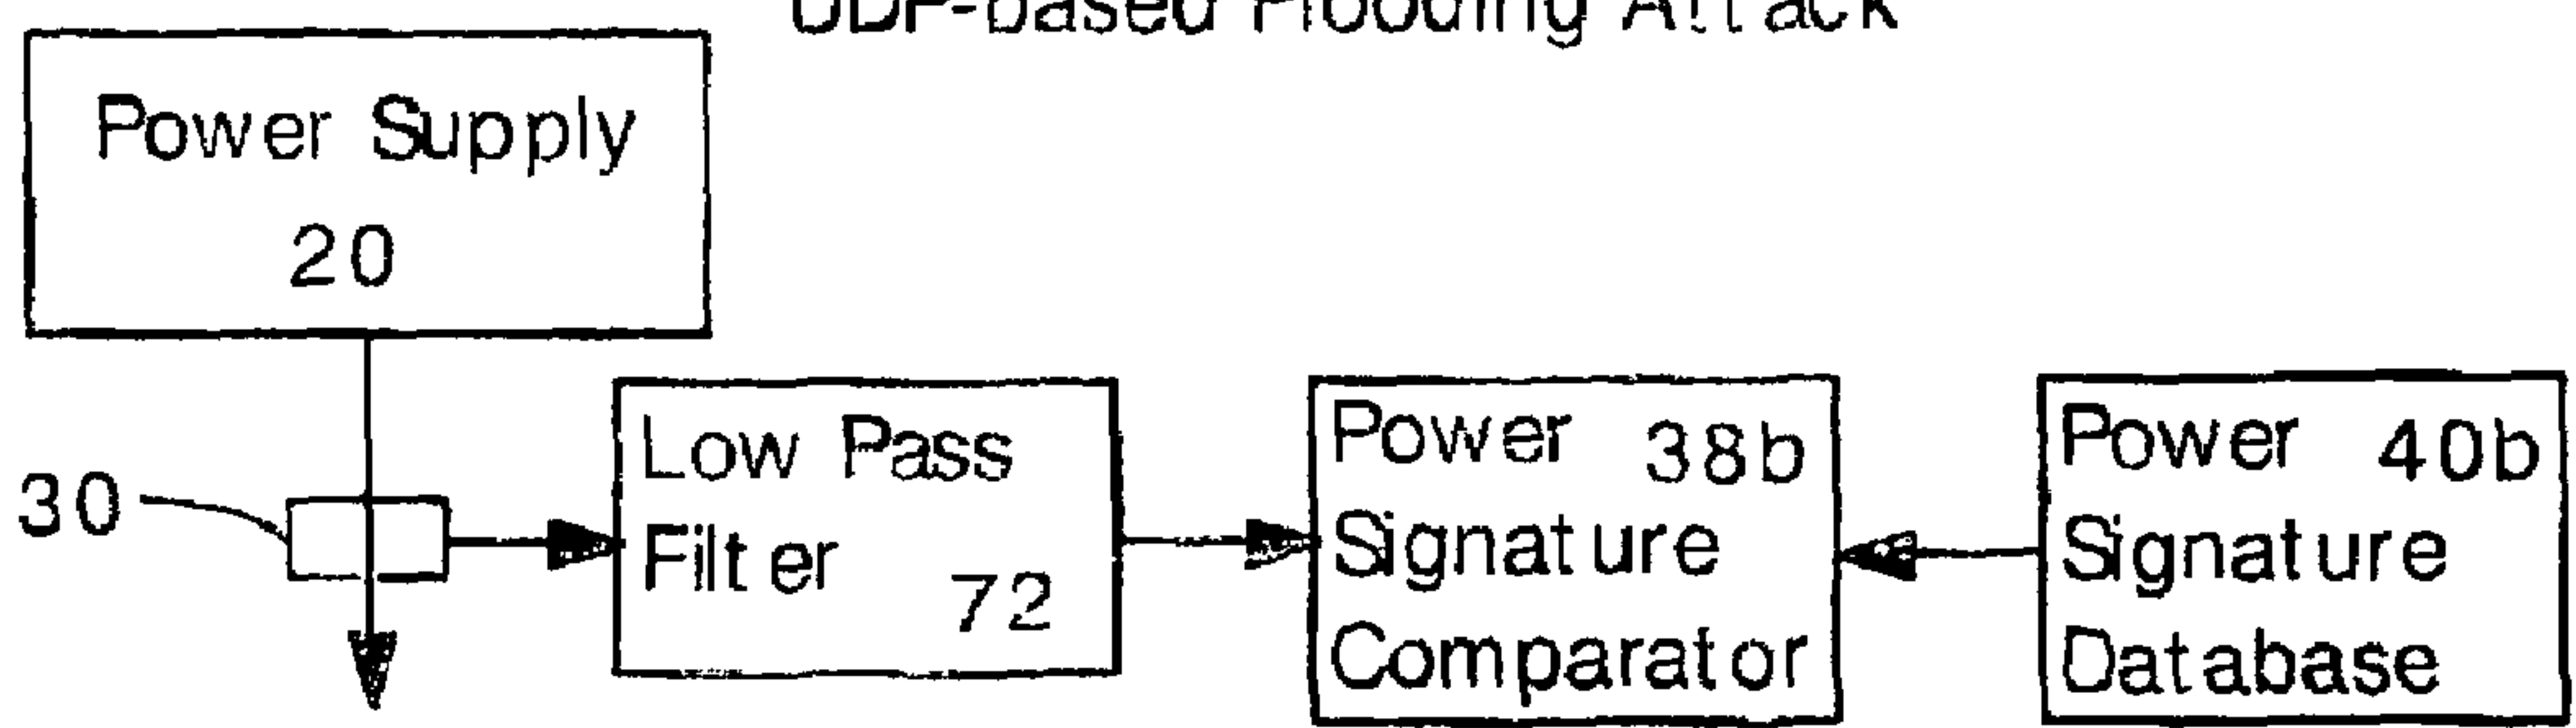 UDP-based Flooding Attack
Power Supply
20
30
Low Pass
Filter 72
Power 38b
Signature
Comparator
Power 40b
Signature
Database